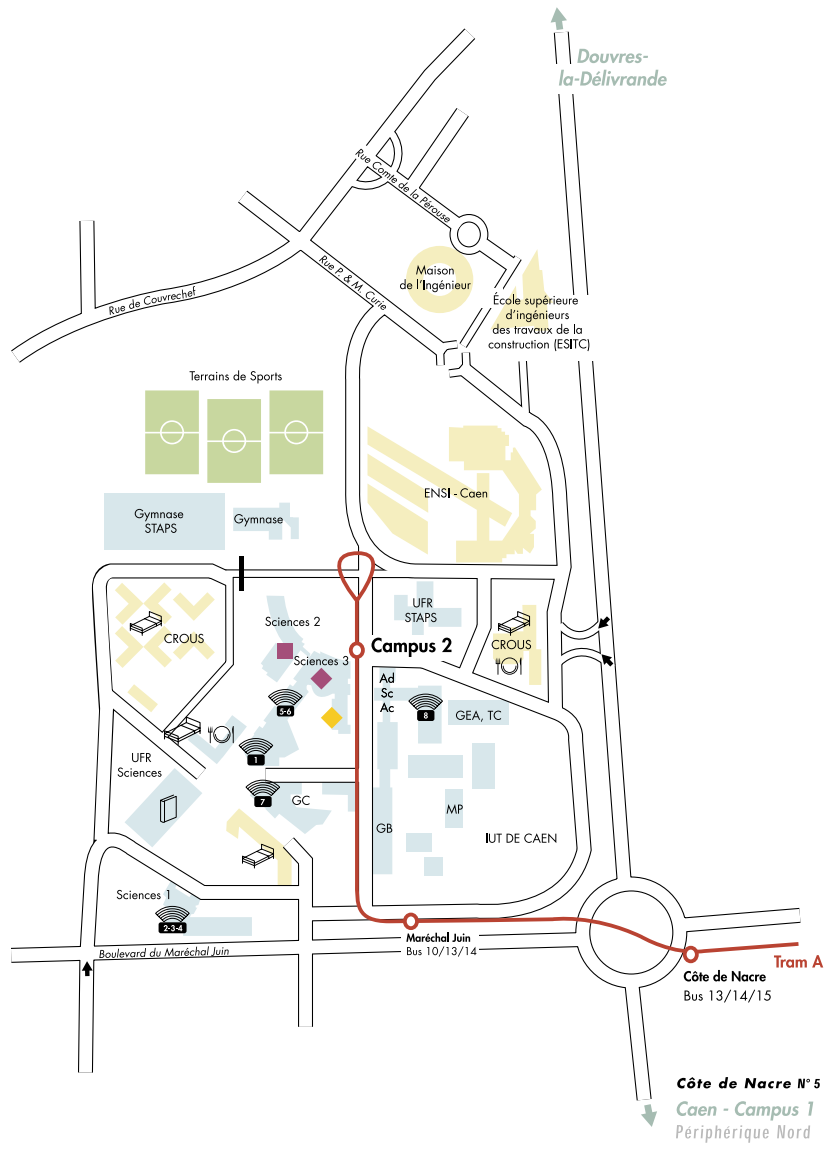 Douvres-
la-Délivrande
Rue Comte de la Pérouse
Maison
de l'Ingénieur
Rue P. & M. Curie
Rue de Couvrechef
École supérieure
d'ingénieurs
des travaux de la
construction (ESITC)
Terrains de Sports
ENSI - Caen
Gymnase
STAPS
Gymnase
UFR
STAPS
Sciences 2
CROUS
Campus 2
CROUS
Sciences 3
Ad
Sc
Ac
5-6
8
GEA, TC
UFR
Sciences
1
7
GC
MP
GB
IUT DE CAEN
Sciences 1
2-3-4
Maréchal Juin
Bus 10/13/14
Boulevard du Maréchal Juin
Tram A
Côte de Nacre
Bus 13/14/15
Côte de Nacre N° 5
Caen - Campus 1
Périphérique Nord